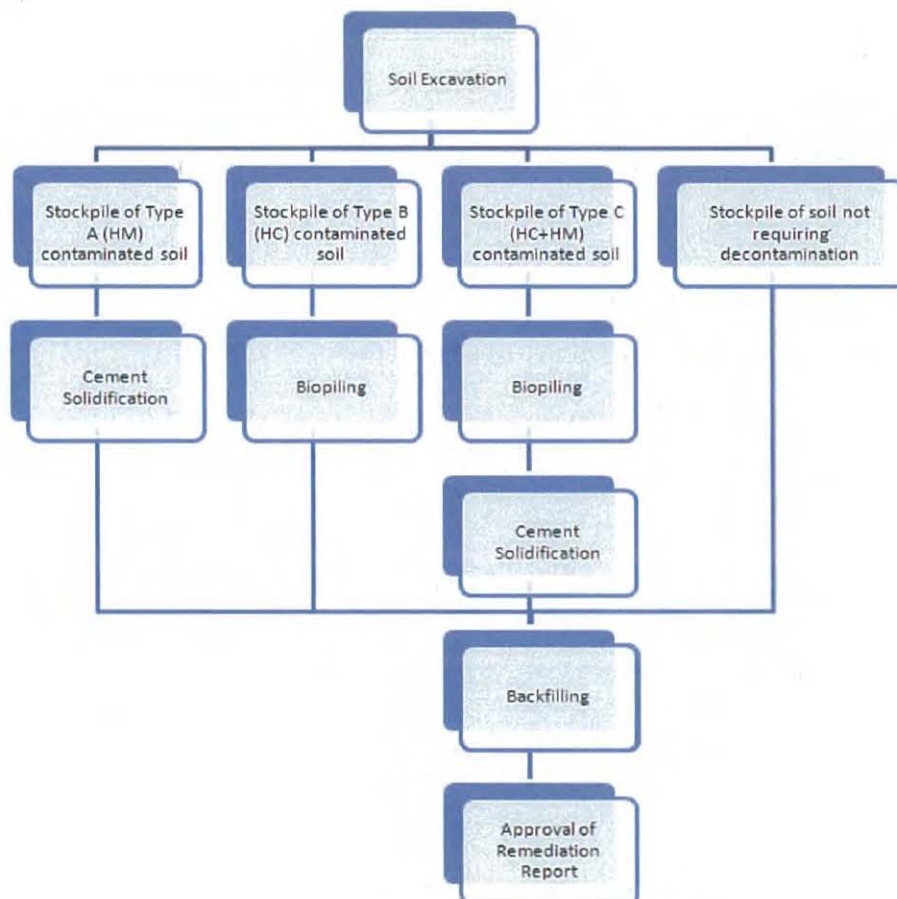 Soil Excavation
Stockpile of Type
A (HM)
contaminated soil
Stockpile of Type B
(HC) contaminated
soil
Stockpile of Type C
(HC+HM)
contaminated soil
Stockpile of soil not
requiring
decontamination
Cement
Solidification
Biopiling
Biopiling
Cement
Solidification
Backfilling
Approval of
Remediation
Report